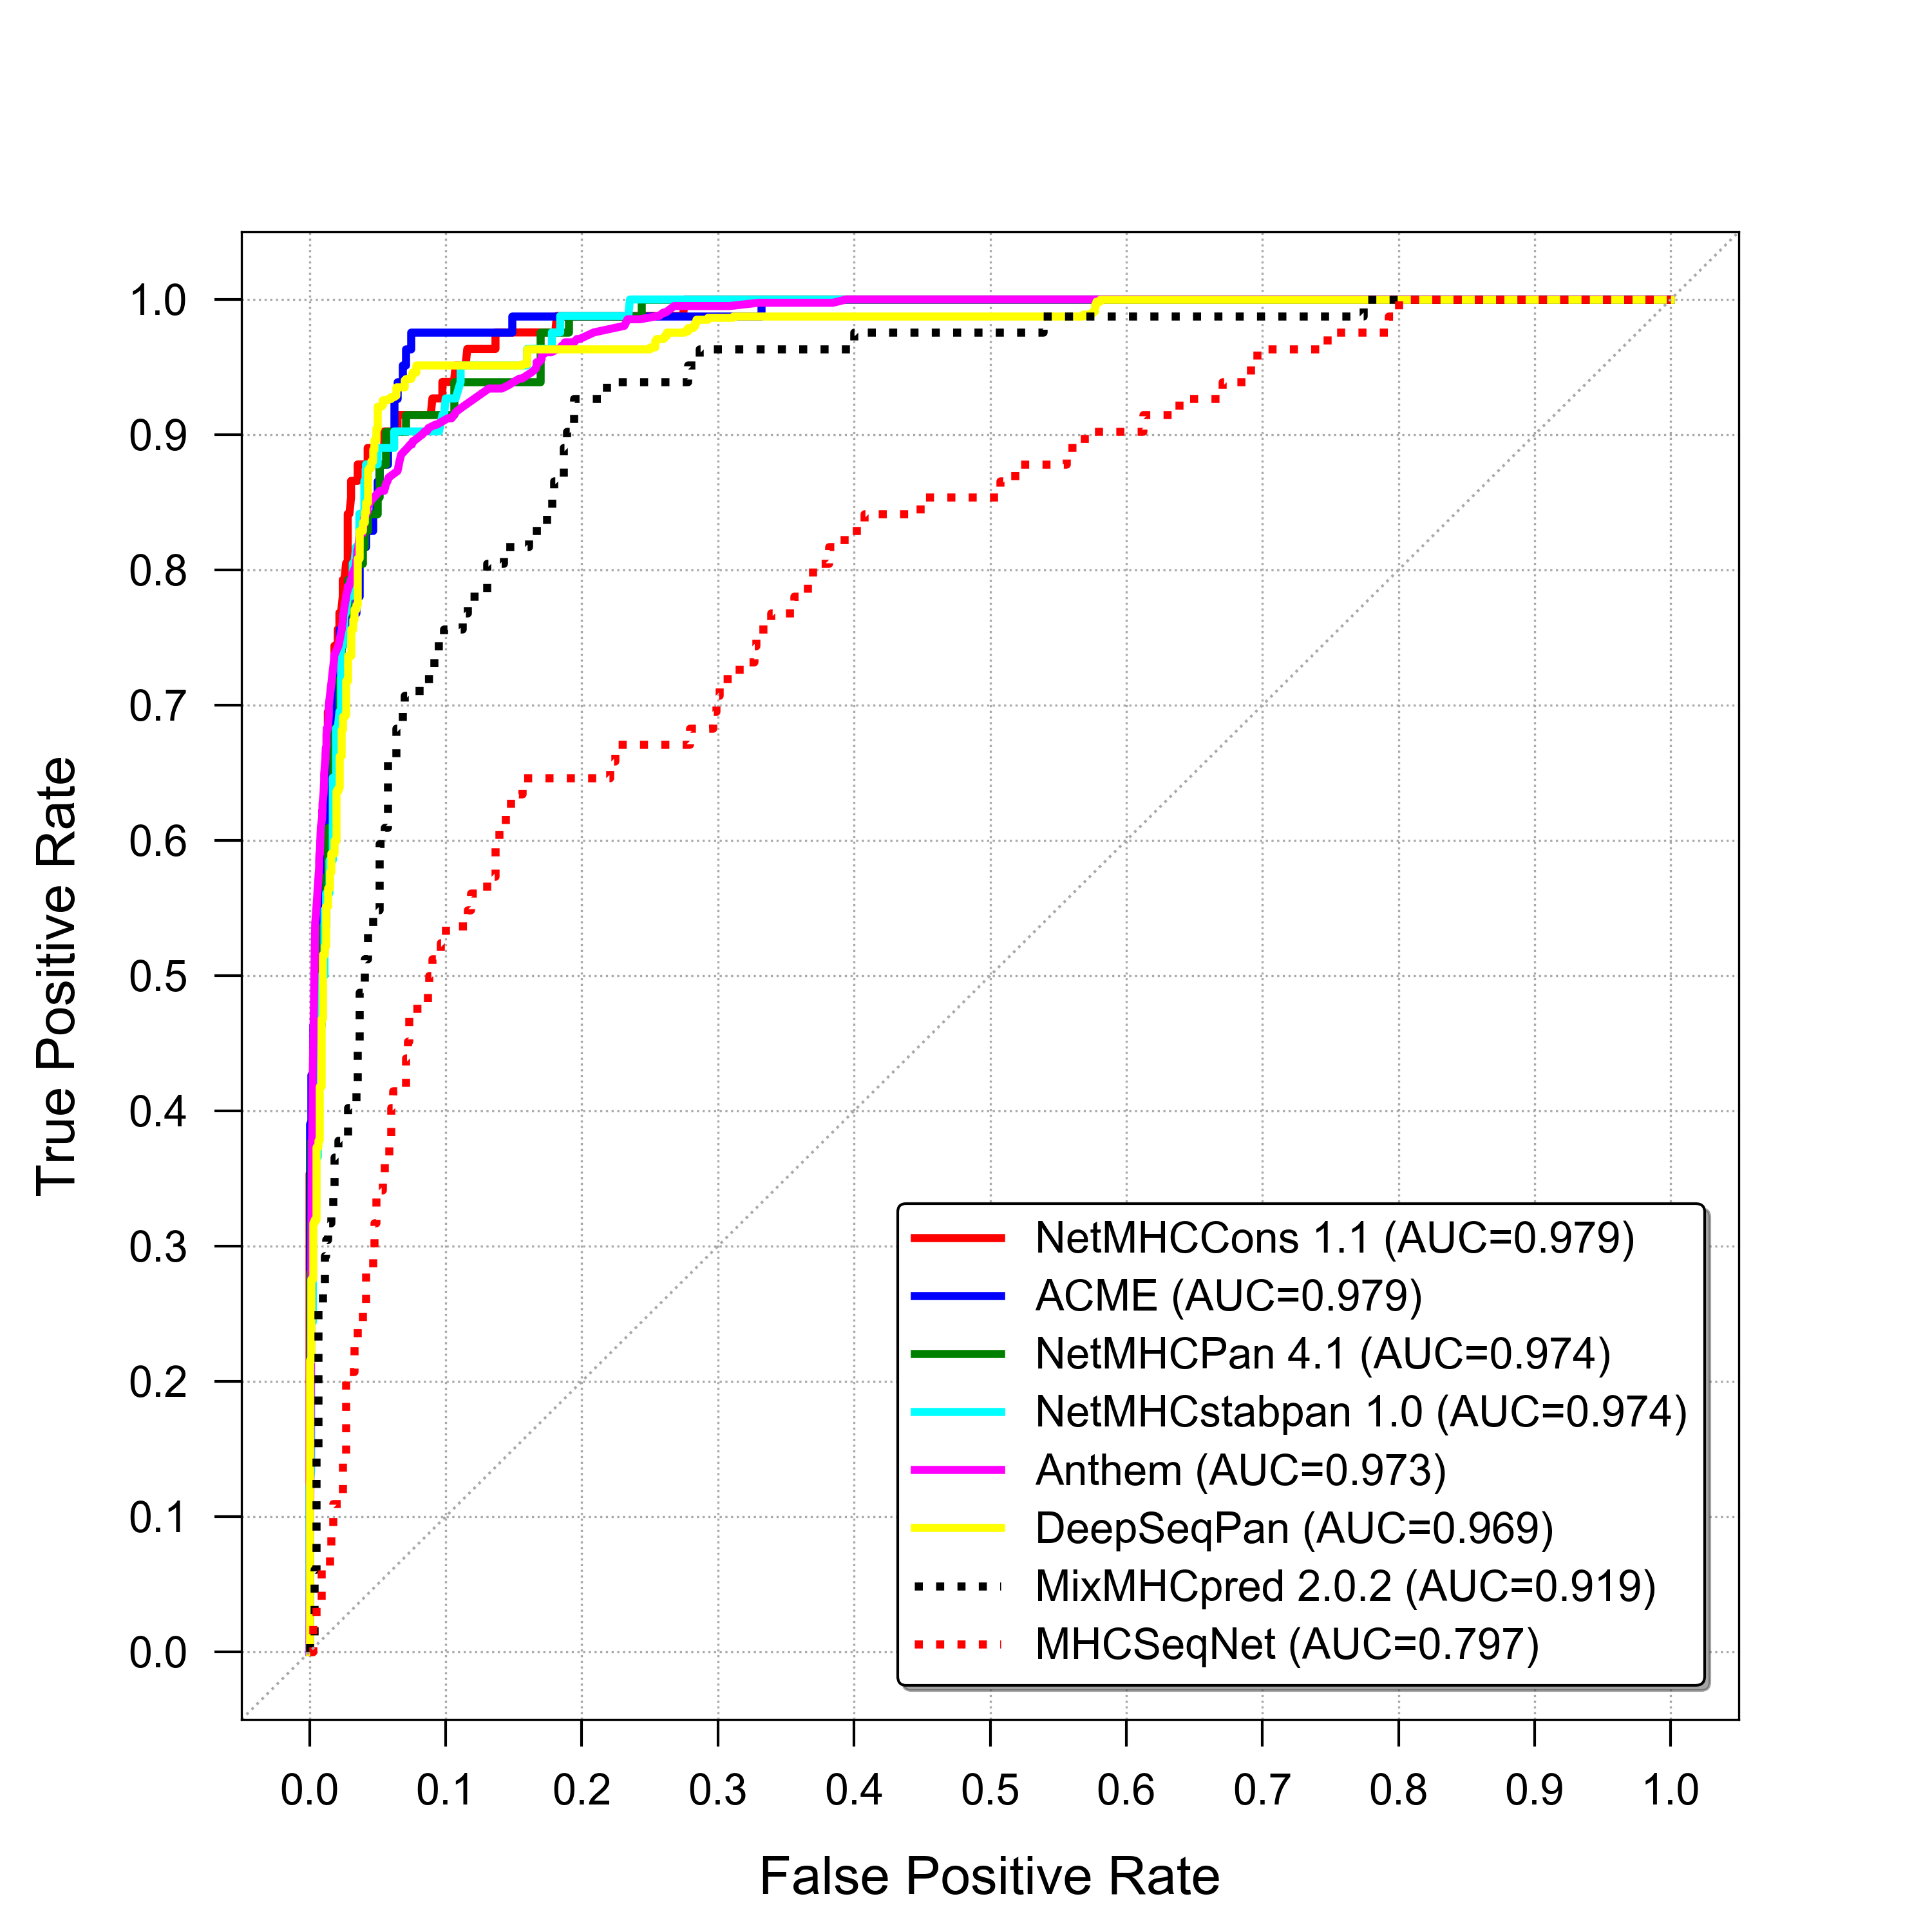 1.0
0.9
0.8
0.7
0.6
0.5
0.4
0.3
0.2
0.1
0.0
True Positive Rate
NetMHCCons 1.1 (AUC=0.979)
ACME (AUC=0.979)
NetMHCPan 4.1 (AUC=0.974)
NetMHCstabpan 1.0 (AUC=0.974)
Anthem (AUC=0.973)
DeepSeqPan (AUC=0.969)
MixMHCpred 2.0.2 (AUC=0.919)
MHCSeqNet (AUC=0.797)
0.0 0.1 0.2 0.3 0.4 0.5 0.6 0.7 0.8 0.9 1.0
False Positive Rate